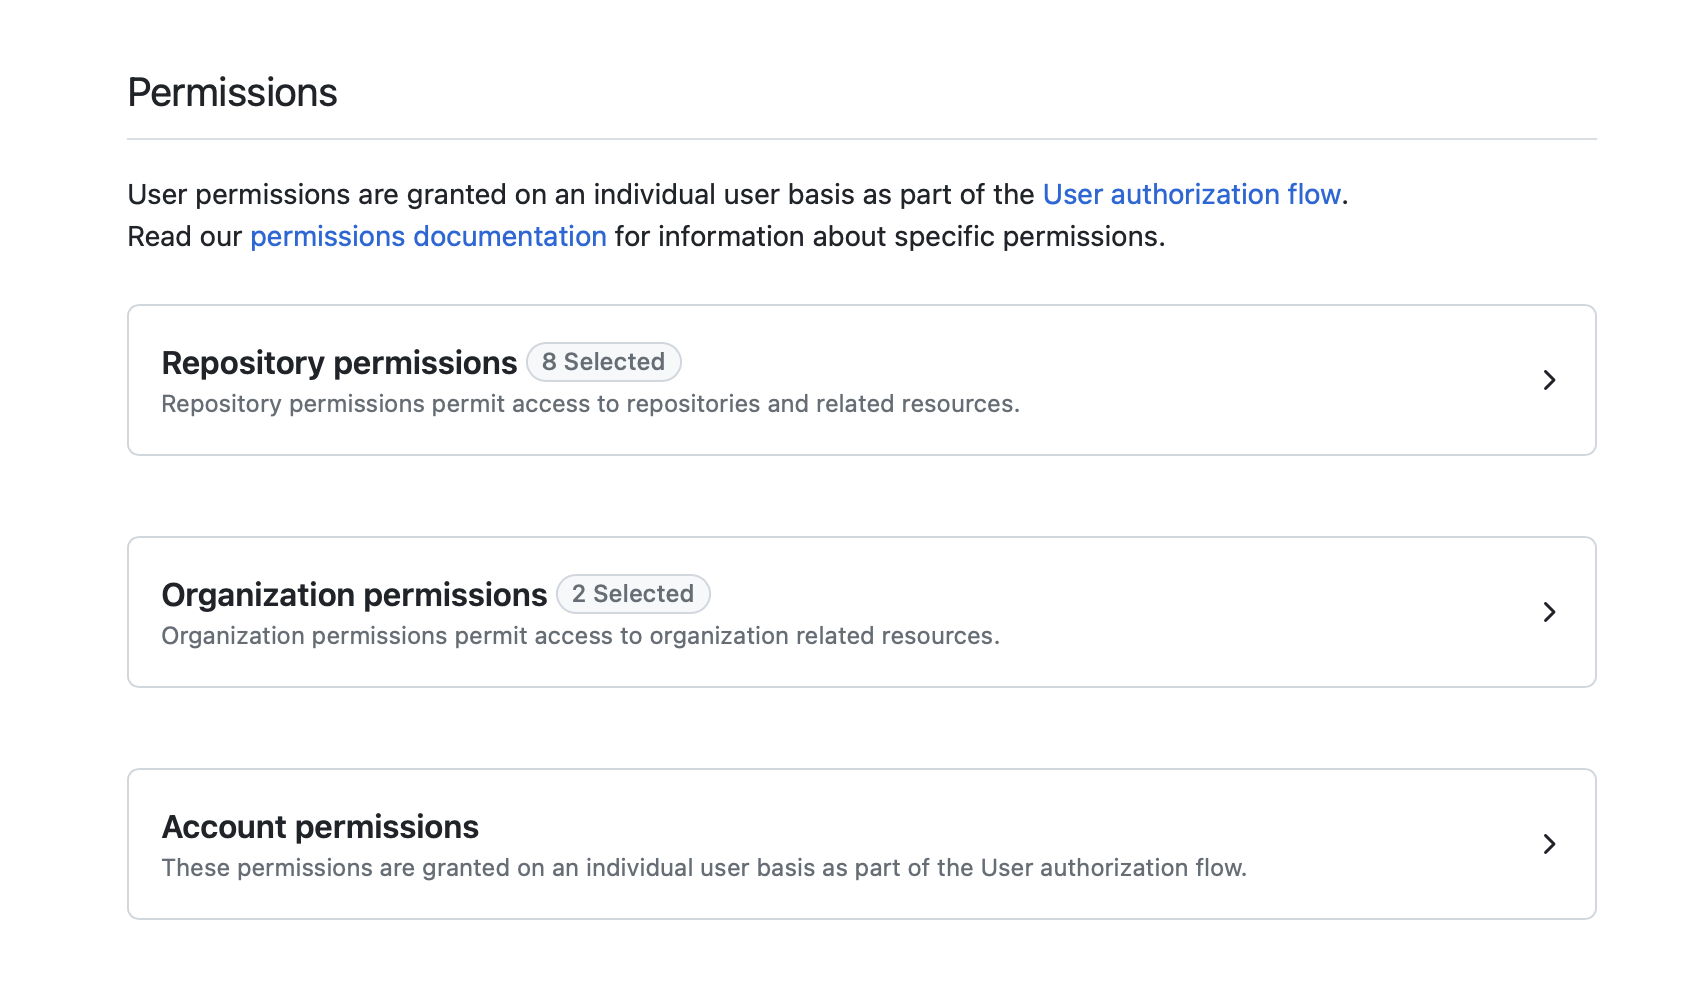 Permissions
User permissions are granted on an individual user basis as part of the User authorization flow.
Read our permissions documentation for information about specific permissions.
Repository permissions 8 Selected
Repository permissions permit access to repositories and related resources.
Organization permissions 2 Selected
Organization permissions permit access to organization related resources.
Account permissions
These permissions are granted on an individual user basis as part of the User authorization flow.